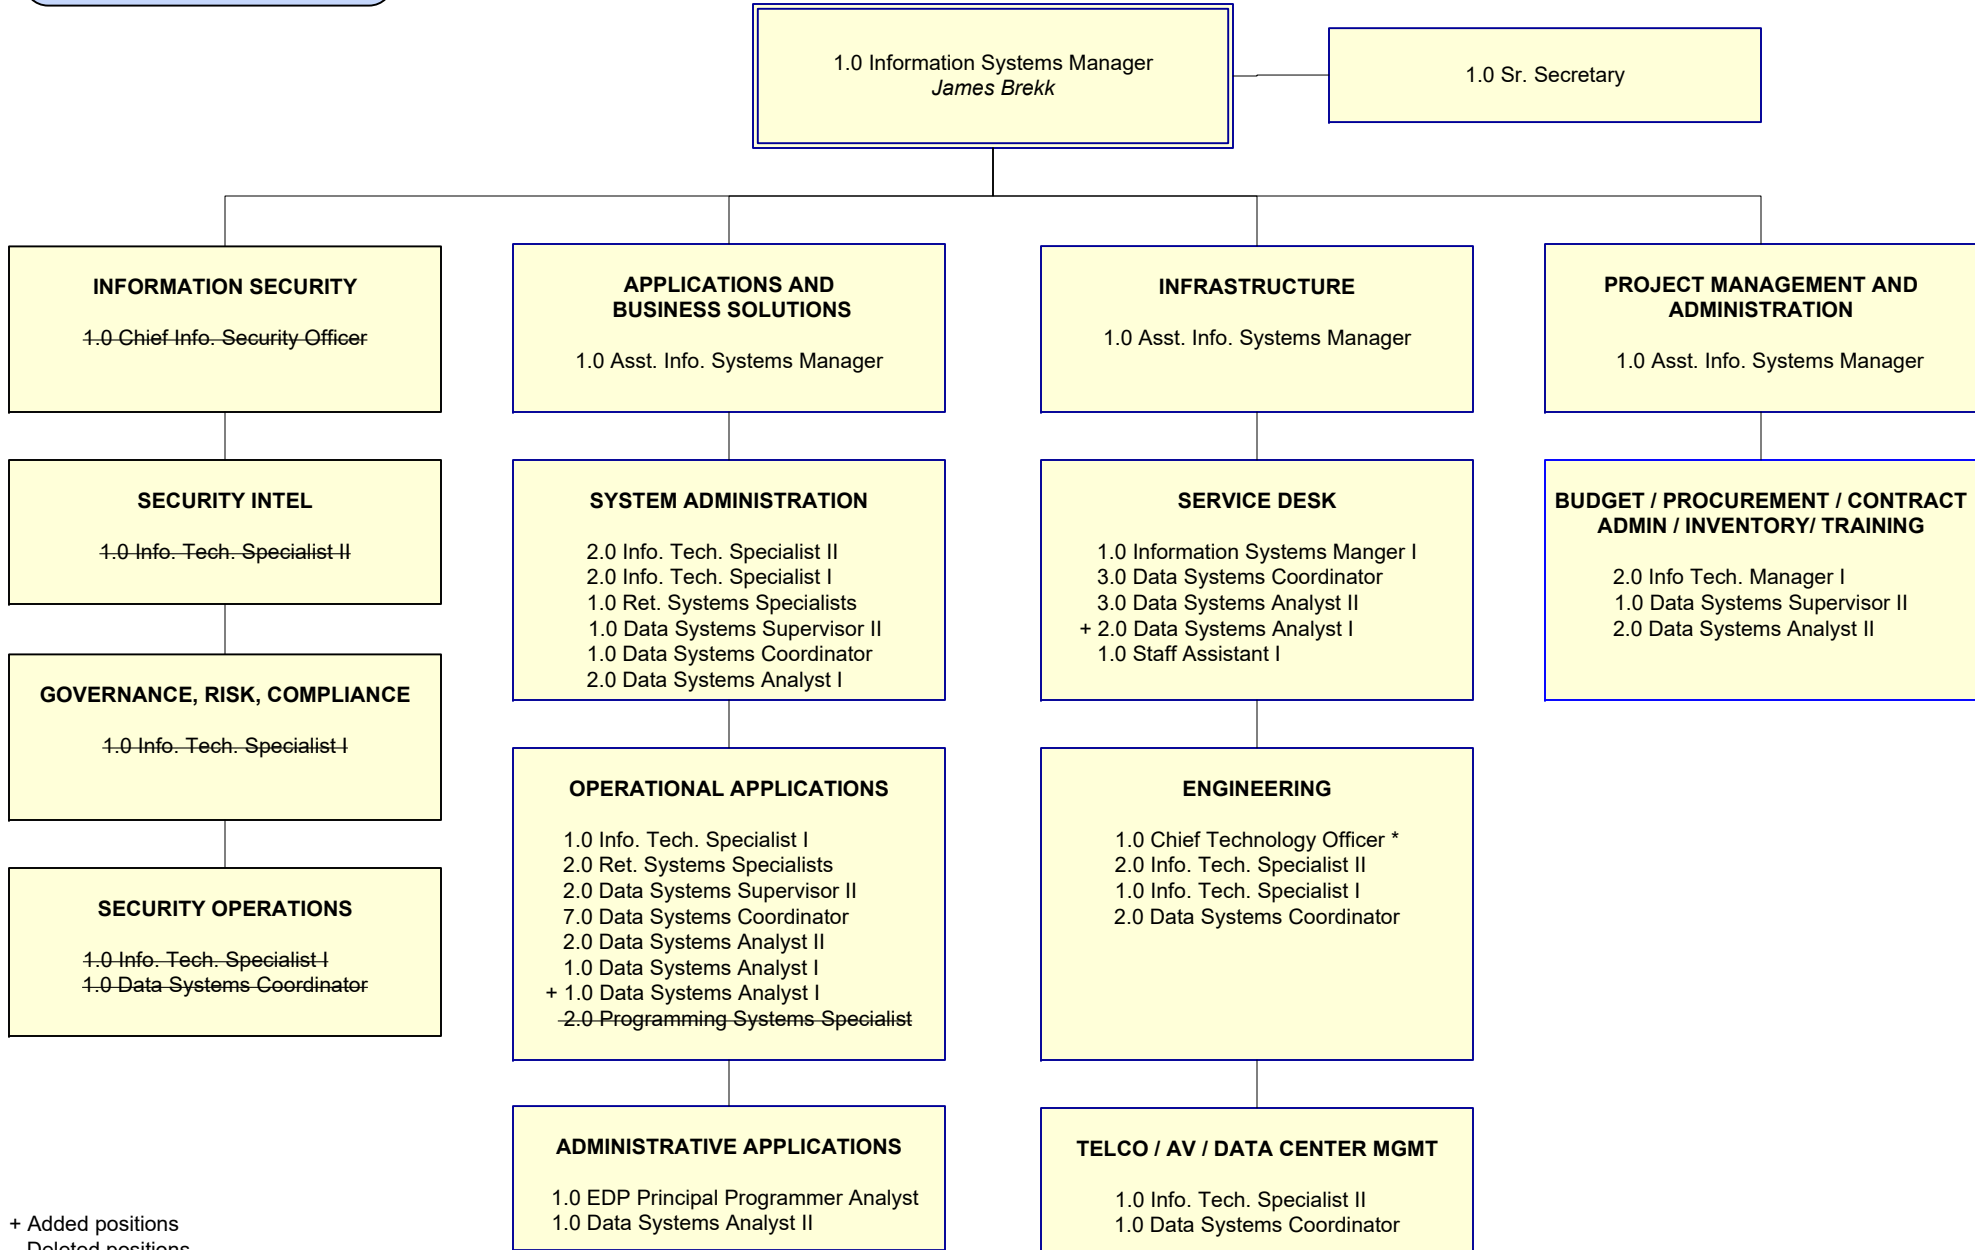 1.0 Information Systems Manager
James Brekk
1.0 Sr. Secretary
INFORMATION SECURITY
1.0 Chief Info. Security Officer
SECURITY INTEL
1.0 Info. Tech. Specialist II
GOVERNANCE, RISK, COMPLIANCE
1.0 Info. Tech. Specialist I
SECURITY OPERATIONS
1.0 Info. Tech. Specialist I
1.0 Data Systems Coordinator
APPLICATIONS AND
BUSINESS SOLUTIONS
1.0 Asst. Info. Systems Manager
SYSTEM ADMINISTRATION
2.0 Info. Tech. Specialist II
2.0 Info. Tech. Specialist I
1.0 Ret. Systems Specialists
1.0 Data Systems Supervisor II
1.0 Data Systems Coordinator
2.0 Data Systems Analyst I
OPERATIONAL APPLICATIONS
1.0 Info. Tech. Specialist I
2.0 Ret. Systems Specialists
2.0 Data Systems Supervisor II
7.0 Data Systems Coordinator
2.0 Data Systems Analyst II
1.0 Data Systems Analyst I
+ 1.0 Data Systems Analyst I
2.0 Programming Systems Specialist
ADMINISTRATIVE APPLICATIONS
1.0 EDP Principal Programmer Analyst
1.0 Data Systems Analyst II
INFRASTRUCTURE
1.0 Asst. Info. Systems Manager
SERVICE DESK
1.0 Information Systems Manger I
3.0 Data Systems Coordinator
3.0 Data Systems Analyst II
+ 2.0 Data Systems Analyst I
1.0 Staff Assistant I
ENGINEERING
1.0 Chief Technology Officer *
2.0 Info. Tech. Specialist II
1.0 Info. Tech. Specialist I
2.0 Data Systems Coordinator
TELCO / AV / DATA CENTER MGMT
1.0 Info. Tech. Specialist II
1.0 Data Systems Coordinator
PROJECT MANAGEMENT AND
ADMINISTRATION
1.0 Asst. Info. Systems Manager
BUDGET / PROCUREMENT / CONTRACT
ADMIN / INVENTORY/ TRAINING
2.0 Info Tech. Manager I
1.0 Data Systems Supervisor II
2.0 Data Systems Analyst II
+ Added positions
Deleted positions